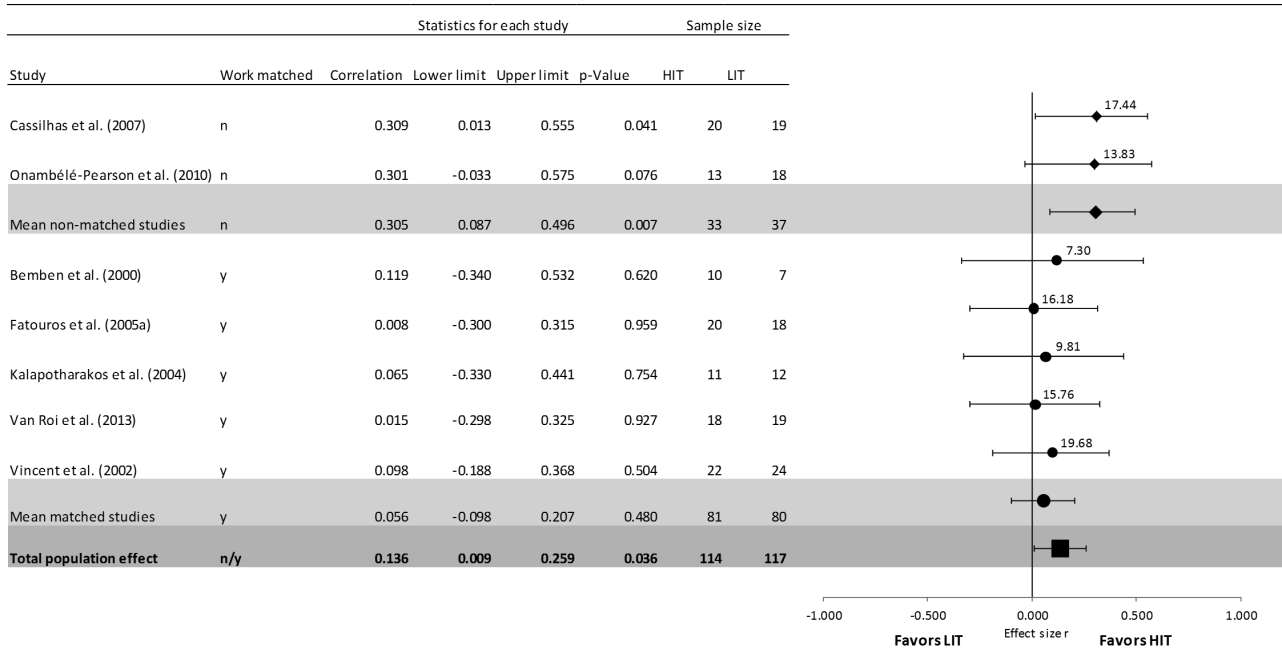 Statistics for each study Sample size
Study Work matched Correlation Lower limit Upper limit p-Value HIT LIT
17.44
Cassilhas et al. (2007) n 0.309 0.013 0.555 0.041 20 19
13.83
Onambélé-Pearson et al. (2010) n 0.301 -0.033 0.575 0.076 13 18
Mean non-matched studies n 0.305 0.087 0.496 0.007 33 37
7.30
Bemben et al. (2000) y 0.119 -0.340 0.532 0.620 10 7
16.18
Fatouros et al. (2005a) y 0.008 -0.300 0.315 0.959 20 18
9.81
Kalapotharakos et al. (2004) y 0.065 -0.330 0.441 0.754 11 12
15.76
Van Roi et al. (2013) y 0.015 -0.298 0.325 0.927 18 19
19.68
Vincent et al. (2002) y 0.098 -0.188 0.368 0.504 22 24
Mean matched studies y 0.056 -0.098 0.207 0.480 81 80
Total population effect n/y 0.136 0.009 0.259 0.036 114 117
-1.000 -0.500 0.000 0.500 1.000
Favors LIT Effect size r Favors HIT